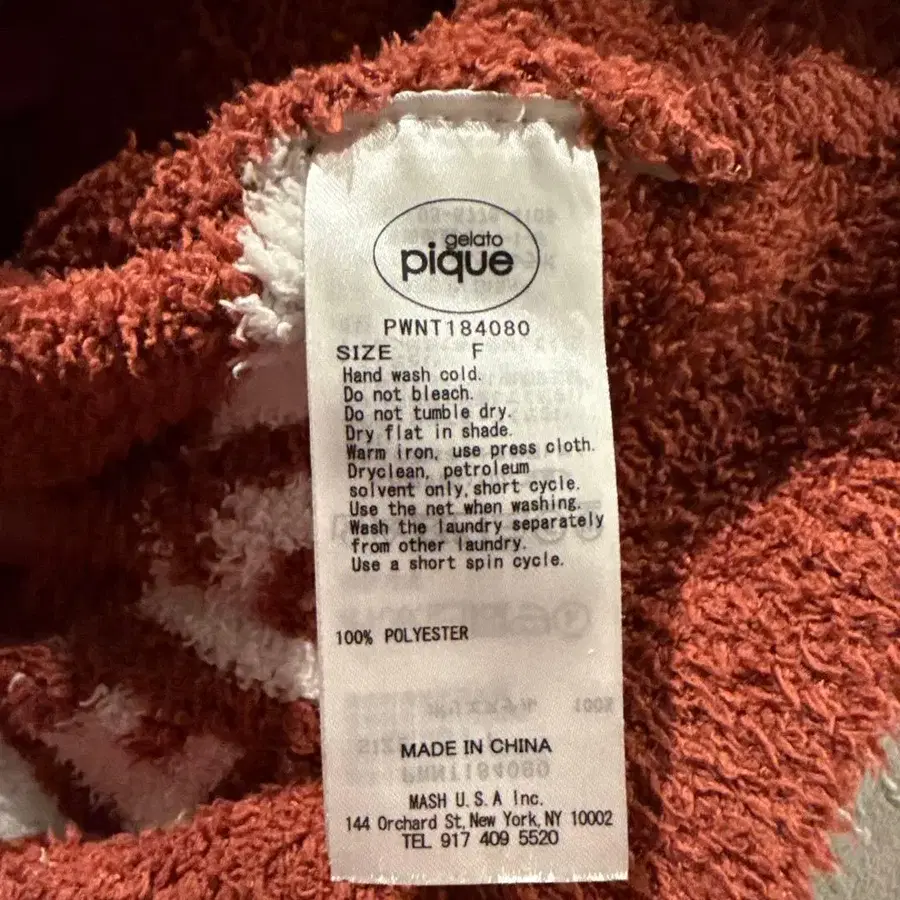 gelato
pique
PWNT184080
SIZE F
Hand wash cold.
Do not bleach.
Do not tumble dry.
Dry flat in shade.
Warm iron, use press cloth.
Dryclean, petroleum
solvent only, short cycle.
Use the net when washing.
Wash the laundry separately
from other laundry.
Use a short spin cycle.
100% POLYESTER
MADE IN CHINA
MASH U.S.A Inc.
144 Orchard St, New York, NY 10002
TEL 917 409 5520